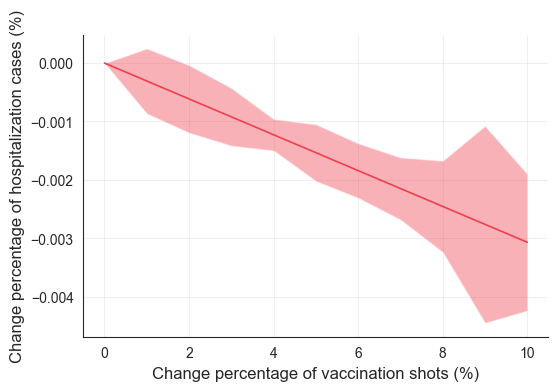 Change percentage of hospitalization cases (%)
0.000
−0.001
−0.002
−0.003
−0.004
0 2 4 6 8 10
Change percentage of vaccination shots (%)